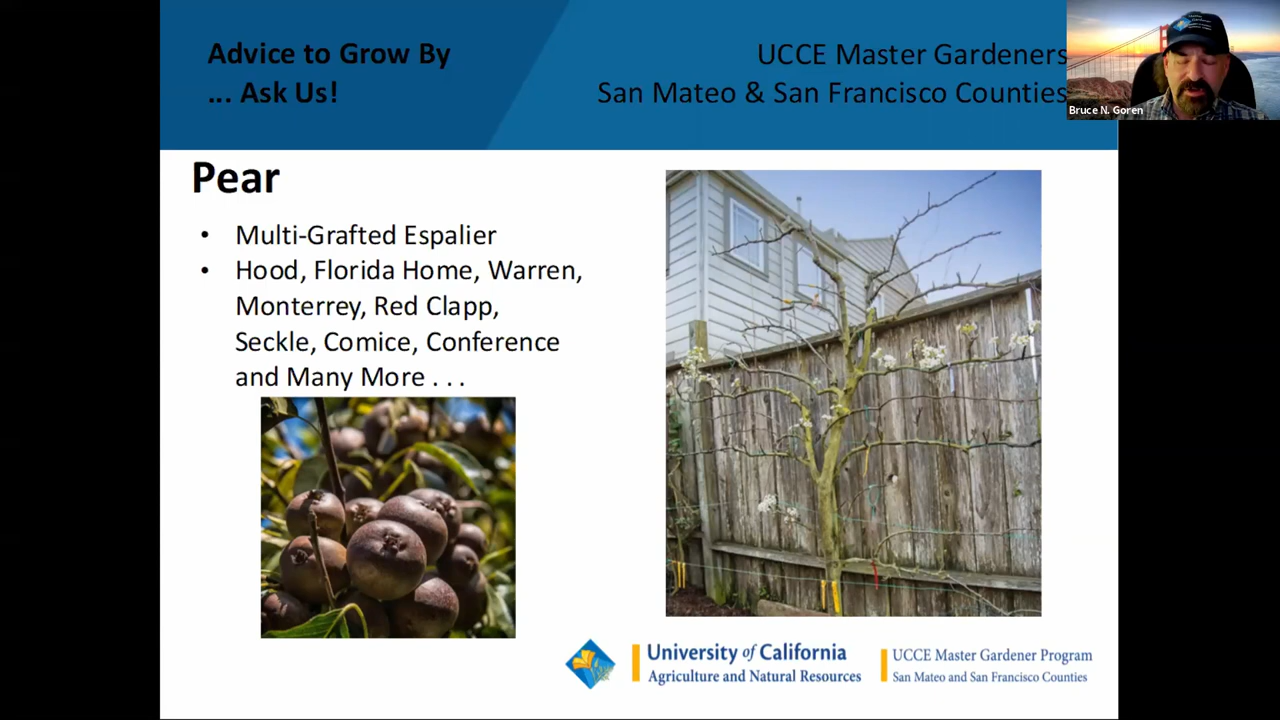 Advice to Grow By
... Ask Us!
UCCE Master Gardeners
San Mateo & San Francisco Counties
Bruce N. Goren
Pear
• Multi-Grafted Espalier
• Hood, Florida Home, Warren,
Monterrey, Red Clapp,
Seckle, Comice, Conference
and Many More . . .
University of California
Agriculture and Natural Resources
UCCE Master Gardener Program
San Mateo and San Francisco Counties